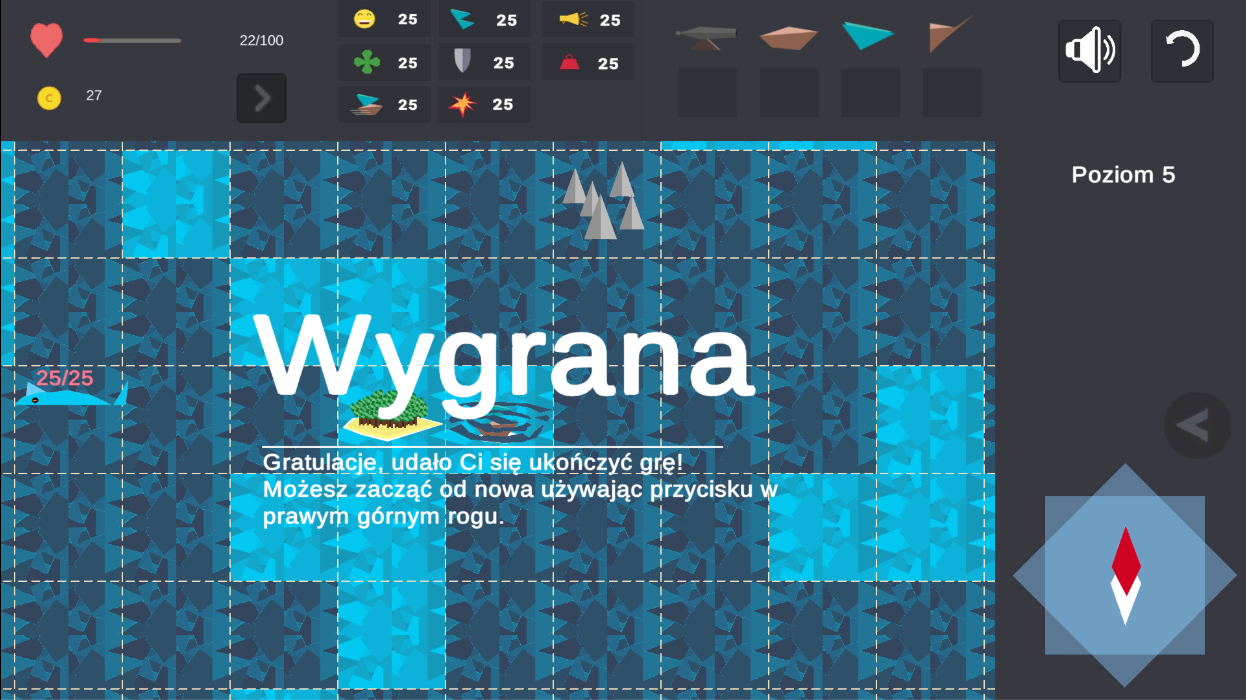 22/100
27
25 25 25
25 25 25
25 25
C
Poziom 5
Wygrana
25/25
Gratulacje, udało Ci się ukończyć grę!
Możesz zacząć od nowa używając przycisku w
prawym górnym rogu.